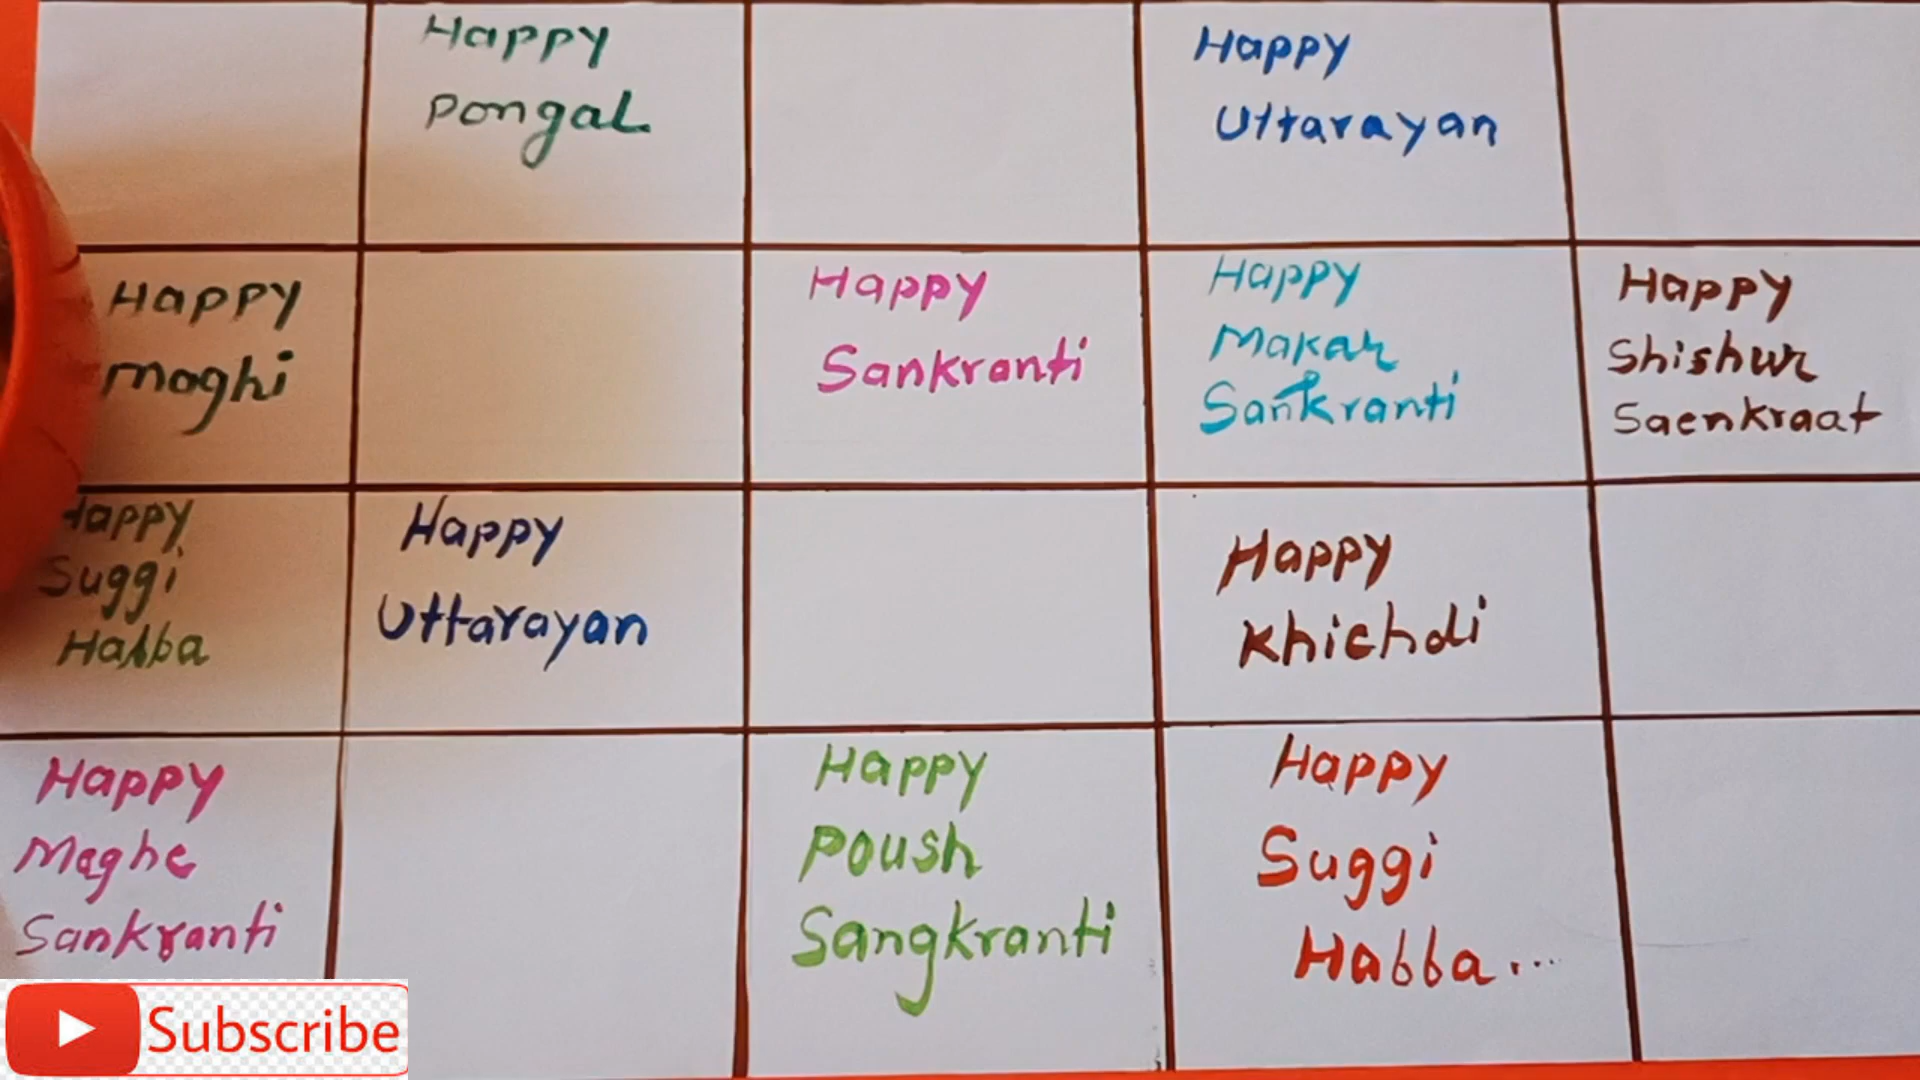 Happy
Pongal
Happy
Uttarayan
Happy
Maghi
Happy
Sankranti
Happy
Makar
Sankranti
Happy
Shishur
Saenkraat
Happy
Suggi
Habba
Happy
Uttarayan
Happy
Khichdi
Happy
Maghe
Sankranti
Happy
Poush
Sangkranti
Happy
Suggi
Habba...
Subscribe